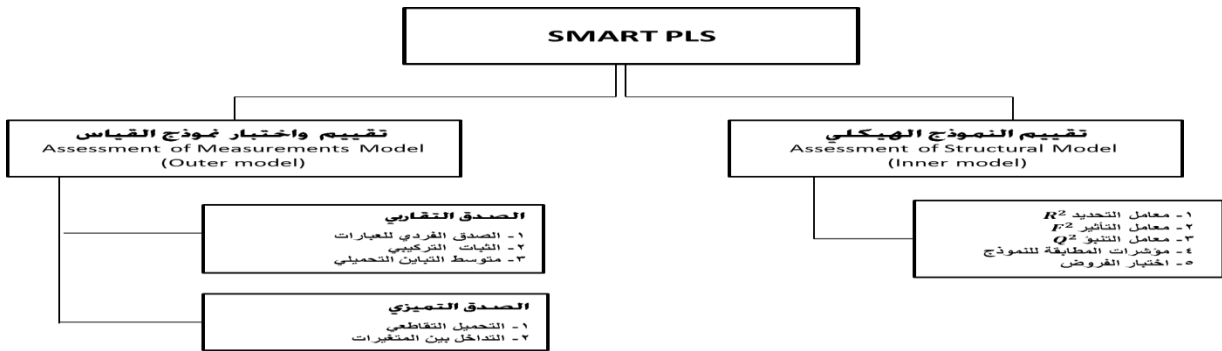 SMART PLS
تقييم واختبار نموذج القياس
Assessment of Measurements Model
(Outer model)
تقييم النموذج الهيكلي
Assessment of Structural Model
(Inner model)
الصدق التقاربي
١- الصدق الفردي للعبارات
٢- الثبات التركيبي
٣- متوسط التباين التحميلي
الصدق التميزي
١- التحميل التقاطعي
٢- التداخل بين المتغيرات
١- معامل التحديد R²
٢- معامل التأثير F²
٣- معامل التنبؤ Q²
٤- مؤشرات المطابقة للنموذج
٥- اختبار الفروض